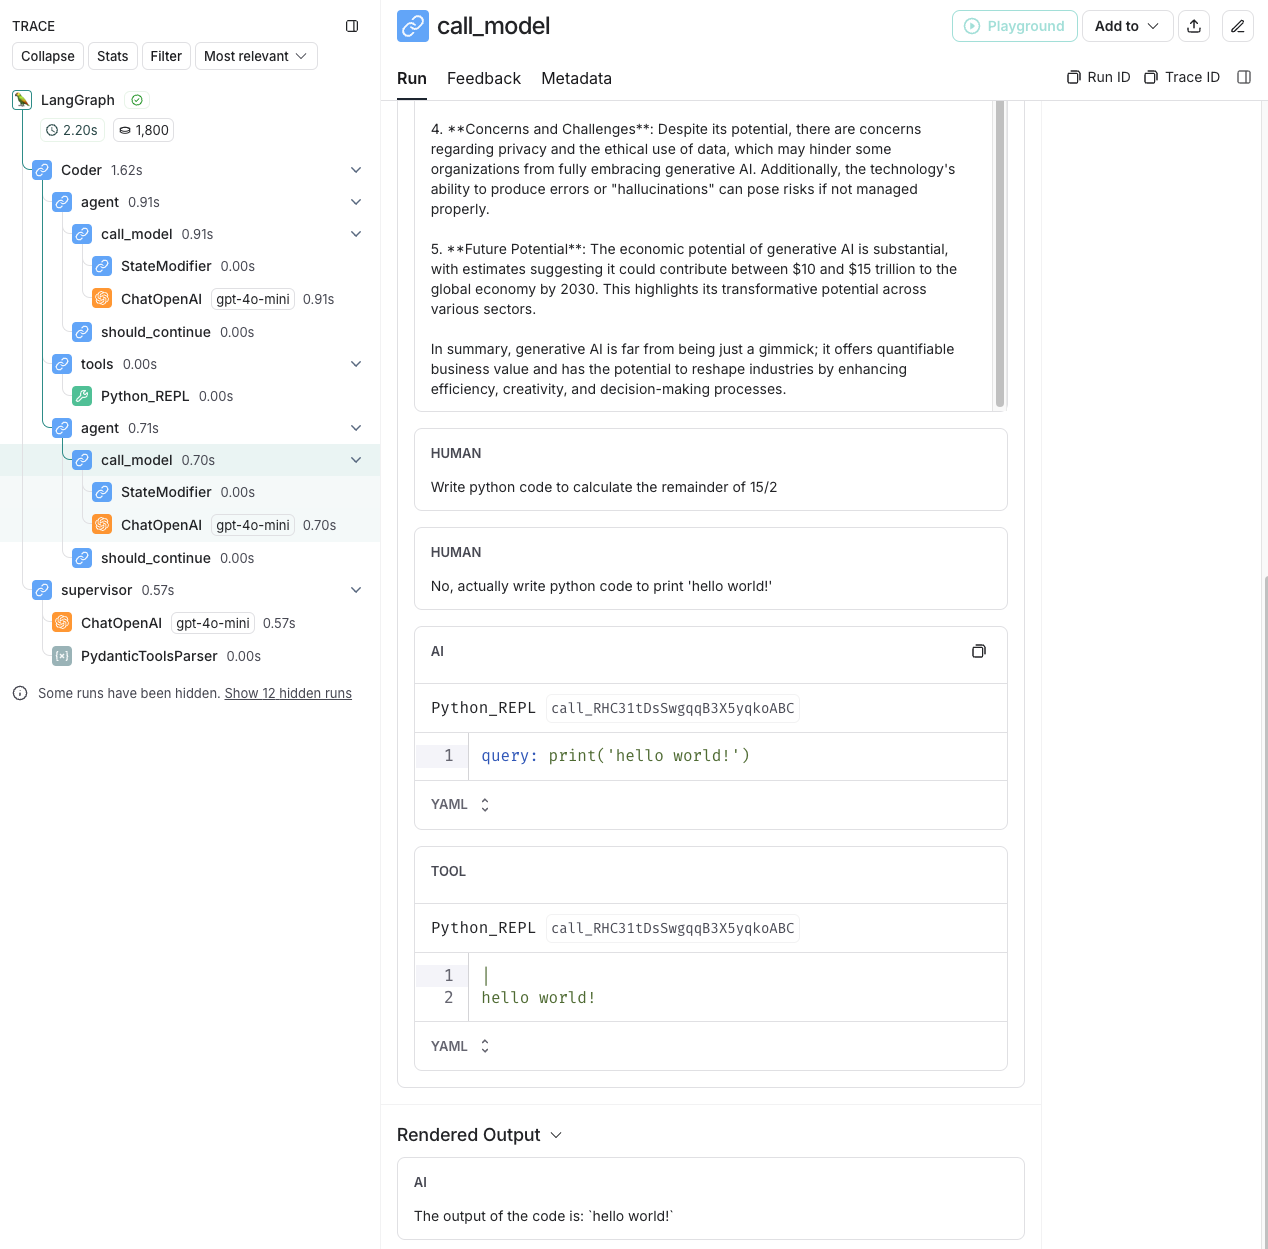 TRACE
Collapse
Stats
Filter
Most relevant
LangGraph
2.20s
1,800
Coder 1.62s
agent 0.91s
call_model 0.91s
StateModifier 0.00s
ChatOpenAI gpt-4o-mini 0.91s
should_continue 0.00s
tools 0.00s
Python_REPL 0.00s
agent 0.71s
call_model 0.70s
StateModifier 0.00s
ChatOpenAI gpt-4o-mini 0.70s
should_continue 0.00s
supervisor 0.57s
ChatOpenAI gpt-4o-mini 0.57s
PydanticToolsParser 0.00s
Some runs have been hidden. Show 12 hidden runs
call_model
Playground
Add to
Run
Feedback
Metadata
Run ID
Trace ID
4. **Concerns and Challenges**: Despite its potential, there are concerns
regarding privacy and the ethical use of data, which may hinder some
organizations from fully embracing generative AI. Additionally, the technology's
ability to produce errors or "hallucinations" can pose risks if not managed
properly.
5. **Future Potential**: The economic potential of generative AI is substantial,
with estimates suggesting it could contribute between $10 and $15 trillion to the
global economy by 2030. This highlights its transformative potential across
various sectors.
In summary, generative AI is far from being just a gimmick; it offers quantifiable
business value and has the potential to reshape industries by enhancing
efficiency, creativity, and decision-making processes.
HUMAN
Write python code to calculate the remainder of 15/2
HUMAN
No, actually write python code to print 'hello world!'
AI
Python_REPL call_RHC31tDsSwgqqB3X5yqkoABC
1 query: print('hello world!')
YAML
TOOL
Python_REPL call_RHC31tDsSwgqqB3X5yqkoABC
1 |
2 hello world!
YAML
Rendered Output
AI
The output of the code is: `hello world!`